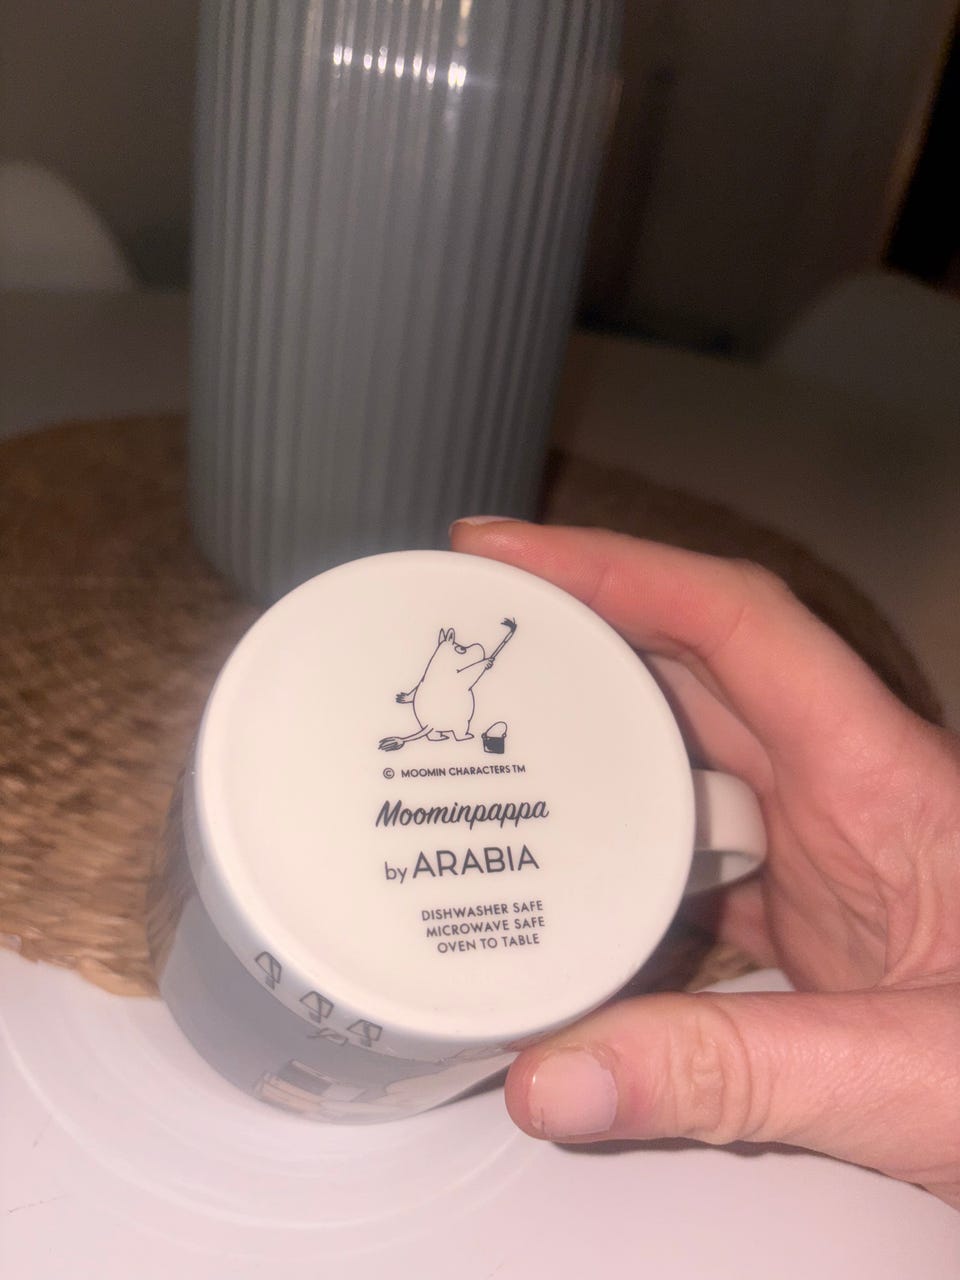 © MOOMIN CHARACTERS TM
Moominpappa
by ARABIA
DISHWASHER SAFE
MICROWAVE SAFE
OVEN TO TABLE